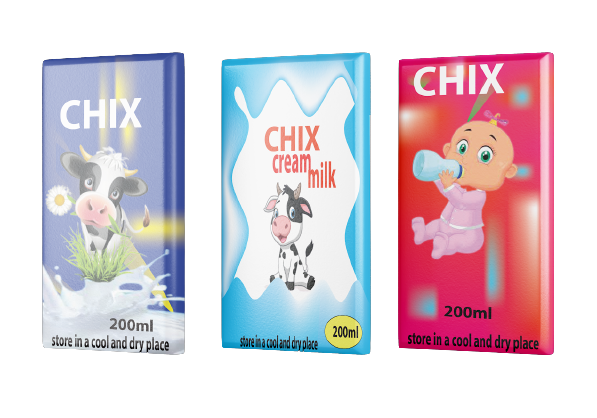 CHIX
200ml
store in a cool and dry place
CHIX
cream
milk
200ml
store in a cool and dry place
CHIX
200ml
store in a cool and dry place